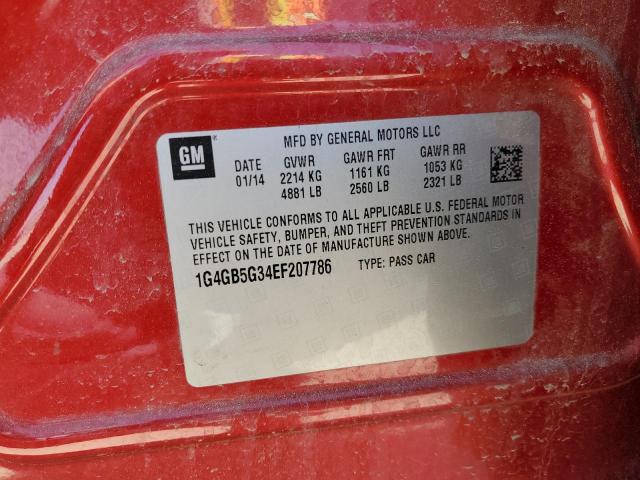 GM
MFD BY GENERAL MOTORS LLC
DATE GVWR GAWR FRT GAWR RR
01/14 2214 KG 1161 KG 1053 KG
4881 LB 2560 LB 2321 LB
THIS VEHICLE CONFORMS TO ALL APPLICABLE U.S. FEDERAL MOTOR
VEHICLE SAFETY, BUMPER, AND THEFT PREVENTION STANDARDS IN
EFFECT ON THE DATE OF MANUFACTURE SHOWN ABOVE.
1G4GB5G34EF207786 TYPE: PASS CAR